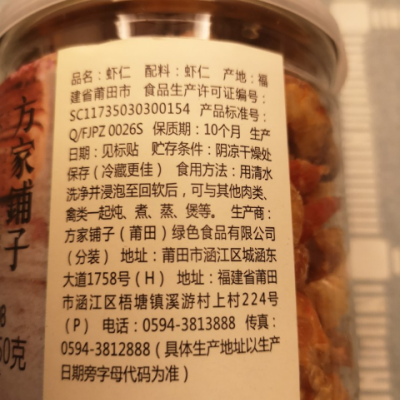 品名：虾仁 配料：虾仁 产地：福
建省莆田市 食品生产许可证编号：
SC11735030300154 产品标准号：
Q/FJPZ 0026S 保质期：10个月 生产
日期：见标贴 贮存条件：阴凉干燥处
保存（冷藏更佳） 食用方法：用清水
洗净并浸泡至回软后，可与其他肉类、
禽类一起炖、煮、蒸、煲等。 生产商：
方家铺子（莆田）绿色食品有限公司
（分装） 地址：莆田市涵江区城涵东
大道1758号（H） 地址：福建省莆田
市涵江区梧塘镇溪游村上村224号
（P） 电话：0594-3813888 传真：
0594-3812888（具体生产地址以生产
日期旁字母代码为准）
方家铺子
50克